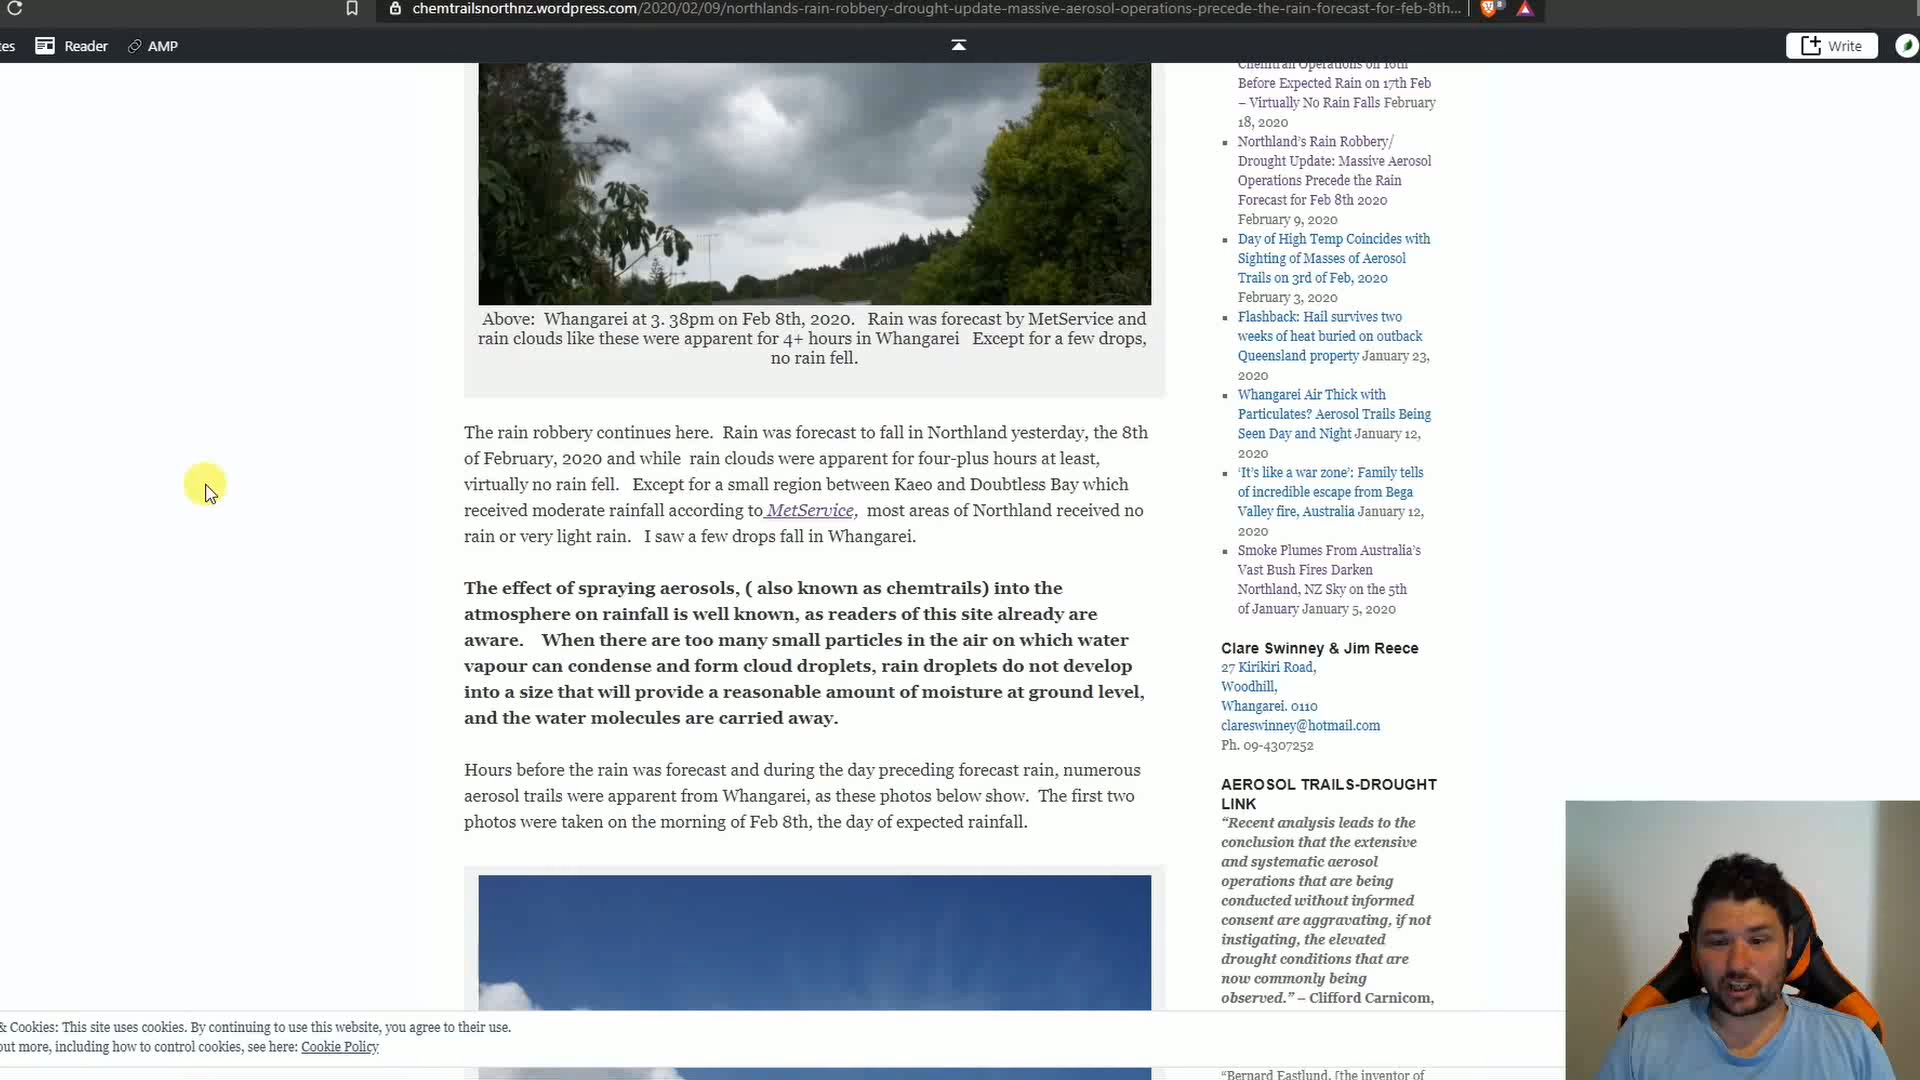 chemtrailsnorthnz.wordpress.com/2020/02/09/northlands-rain-robbery-drought-update-massive-aerosol-operations-precede-the-rain-forecast-for-feb-8th...
tes
Reader
AMP
Write
Above:  Whangarei at 3. 38pm on Feb 8th, 2020.   Rain was forecast by MetService and
rain clouds like these were apparent for 4+ hours in Whangarei   Except for a few drops,
no rain fell.
The rain robbery continues here.  Rain was forecast to fall in Northland yesterday, the 8th
of February, 2020 and while  rain clouds were apparent for four-plus hours at least,
virtually no rain fell.   Except for a small region between Kaeo and Doubtless Bay which
received moderate rainfall according to MetService,  most areas of Northland received no
rain or very light rain.   I saw a few drops fall in Whangarei.
The effect of spraying aerosols, ( also known as chemtrails) into the
atmosphere on rainfall is well known, as readers of this site already are
aware.    When there are too many small particles in the air on which water
vapour can condense and form cloud droplets, rain droplets do not develop
into a size that will provide a reasonable amount of moisture at ground level,
and the water molecules are carried away.
Hours before the rain was forecast and during the day preceding forecast rain, numerous
aerosol trails were apparent from Whangarei, as these photos below show.  The first two
photos were taken on the morning of Feb 8th, the day of expected rainfall.
Chemtrail Operations on 16th
Before Expected Rain on 17th Feb
– Virtually No Rain Falls February
18, 2020
Northland's Rain Robbery/
Drought Update: Massive Aerosol
Operations Precede the Rain
Forecast for Feb 8th 2020
February 9, 2020
Day of High Temp Coincides with
Sighting of Masses of Aerosol
Trails on 3rd of Feb, 2020
February 3, 2020
Flashback: Hail survives two
weeks of heat buried on outback
Queensland property January 23,
2020
Whangarei Air Thick with
Particulates? Aerosol Trails Being
Seen Day and Night January 12,
2020
'It's like a war zone': Family tells
of incredible escape from Bega
Valley fire, Australia January 12,
2020
Smoke Plumes From Australia's
Vast Bush Fires Darken
Northland, NZ Sky on the 5th
of January January 5, 2020
Clare Swinney & Jim Reece
27 Kirikiri Road,
Woodhill,
Whangarei. 0110
clareswinney@hotmail.com
Ph. 09-4307252
AEROSOL TRAILS-DROUGHT
LINK
“Recent analysis leads to the
conclusion that the extensive
and systematic aerosol
operations that are being
conducted without informed
consent are aggravating, if not
instigating, the elevated
drought conditions that are
now commonly being
observed.” – Clifford Carnicom,
“Bernard Eastlund, [the inventor of
& Cookies: This site uses cookies. By continuing to use this website, you agree to their use.
out more, including how to control cookies, see here: Cookie Policy